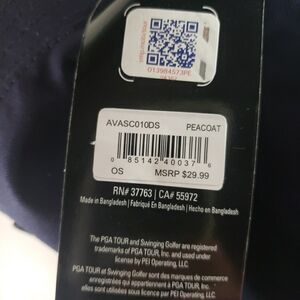 013984573PE
AVASC010DS PEACOAT
0 85142 40037 6
OS MSRP $29.99
RN# 37763 | CA# 55972
Made in Bangladesh | Fabriqué En Bangladesh | Hecho en Bangladesh
The PGA TOUR and Swinging Golfer are registered
trademarks of PGA TOUR, Inc. and used under
license by PEI Operating, LLC.
PGA TOUR et Swinging Golfer sont des marques de commerce
enregistrées qui appartiennent à PGA TOUR, Inc.
elles sont utilisées sous licence par PEI Operating, LLC